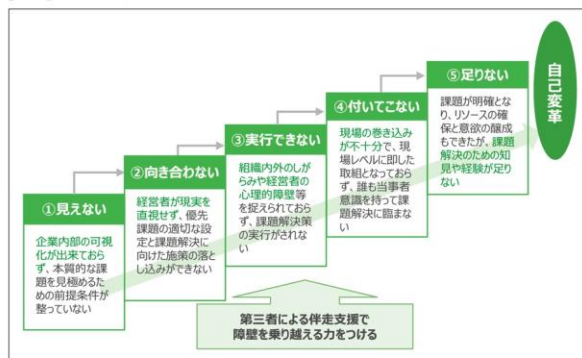 ①見えない
企業内部の可視
化が出来ておら
ず、本質的な課
題を見極めるた
めの前提条件が
整っていない
②向き合わない
経営者が現実を
直視せず、優先
課題の適切な設
定と課題解決に
向けた施策の落と
し込みができない
③実行できない
組織内外のしが
らみや経営者の
心理的障壁等
を捉えられておら
ず、課題解決策
の実行がされな
い
④付いてこない
現場の巻き込み
が不十分で、現
場レベルに即した
取組となっておら
ず、誰も当事者
意識を持って課
題解決に臨まな
い
⑤足りない
課題が明確とな
り、リソースの確
保と意欲の醸成
もできたが、課題
解決のための知
見や経験が足り
ない
自己変革
第三者による伴走支援で
障壁を乗り越える力をつける